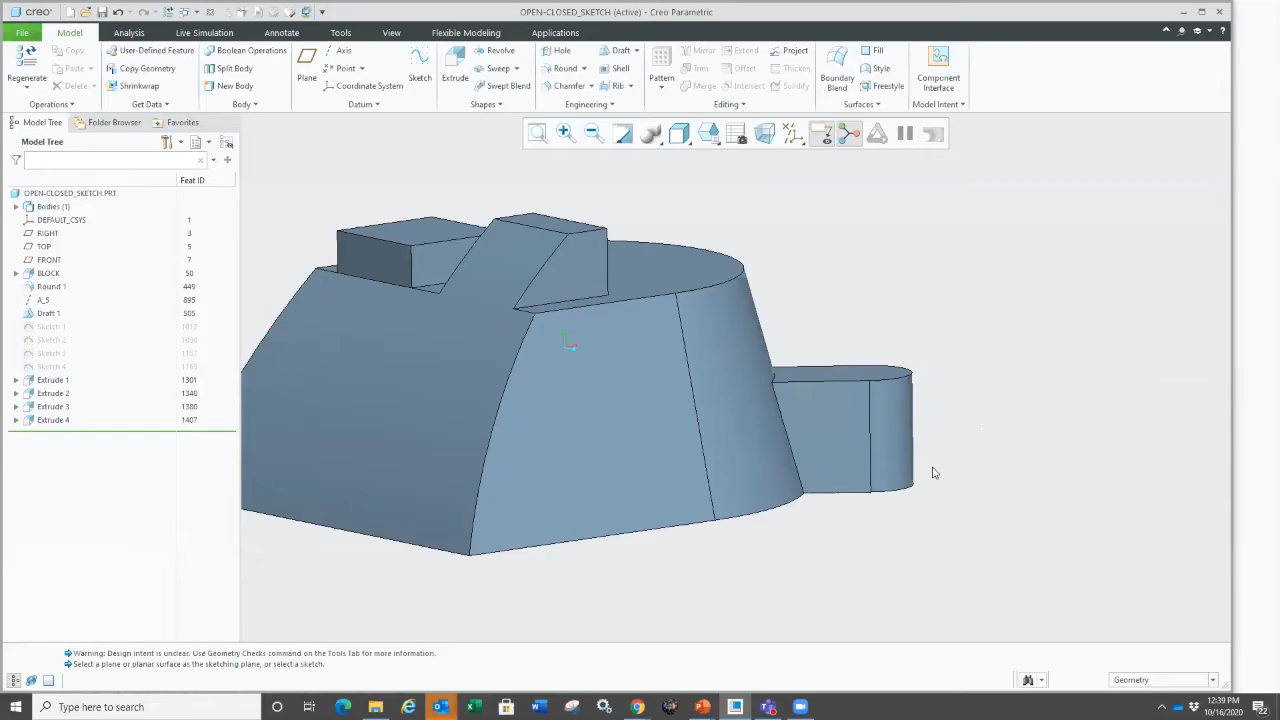 creo
OPEN-CLOSED_SKETCH (Active) - Creo Parametric
File Model Analysis Live Simulation Annotate Tools View Flexible Modeling Applications
Regenerate
Copy
Paste
Delete
Operations
User-Defined Feature
Copy Geometry
Shrinkwrap
Get Data
Boolean Operations
Split Body
New Body
Body
Plane
Axis
Point
Coordinate System
Sketch
Datum
Extrude
Revolve
Sweep
Swept Blend
Shapes
Hole
Round
Chamfer
Draft
Shell
Rib
Engineering
Pattern
Mirror
Trim
Merge
Extend
Offset
Intersect
Project
Thicken
Solidify
Editing
Boundary
Blend
Fill
Style
Freestyle
Surfaces
Component
Interface
Model Intent
Model Tree Folder Browser Favorites
Model Tree
Feat ID
OPEN-CLOSED_SKETCH.PRT
Bodies (1)
DEFAULT_CSYS 1
RIGHT 3
TOP 5
FRONT 7
BLOCK 50
Round 1 449
A_5 895
Draft 1 505
Sketch 1
Sketch 2
Sketch 3
Sketch 4
Extrude 1 1301
Extrude 2 1340
Extrude 3 1380
Extrude 4 1407
Warning: Design intent is unclear. Use Geometry Checks command on the Tools Tab for more information.
Select a plane or planar surface as the sketching plane, or select a sketch.
Geometry
Type here to search
12:39 PM
10/16/2020
22